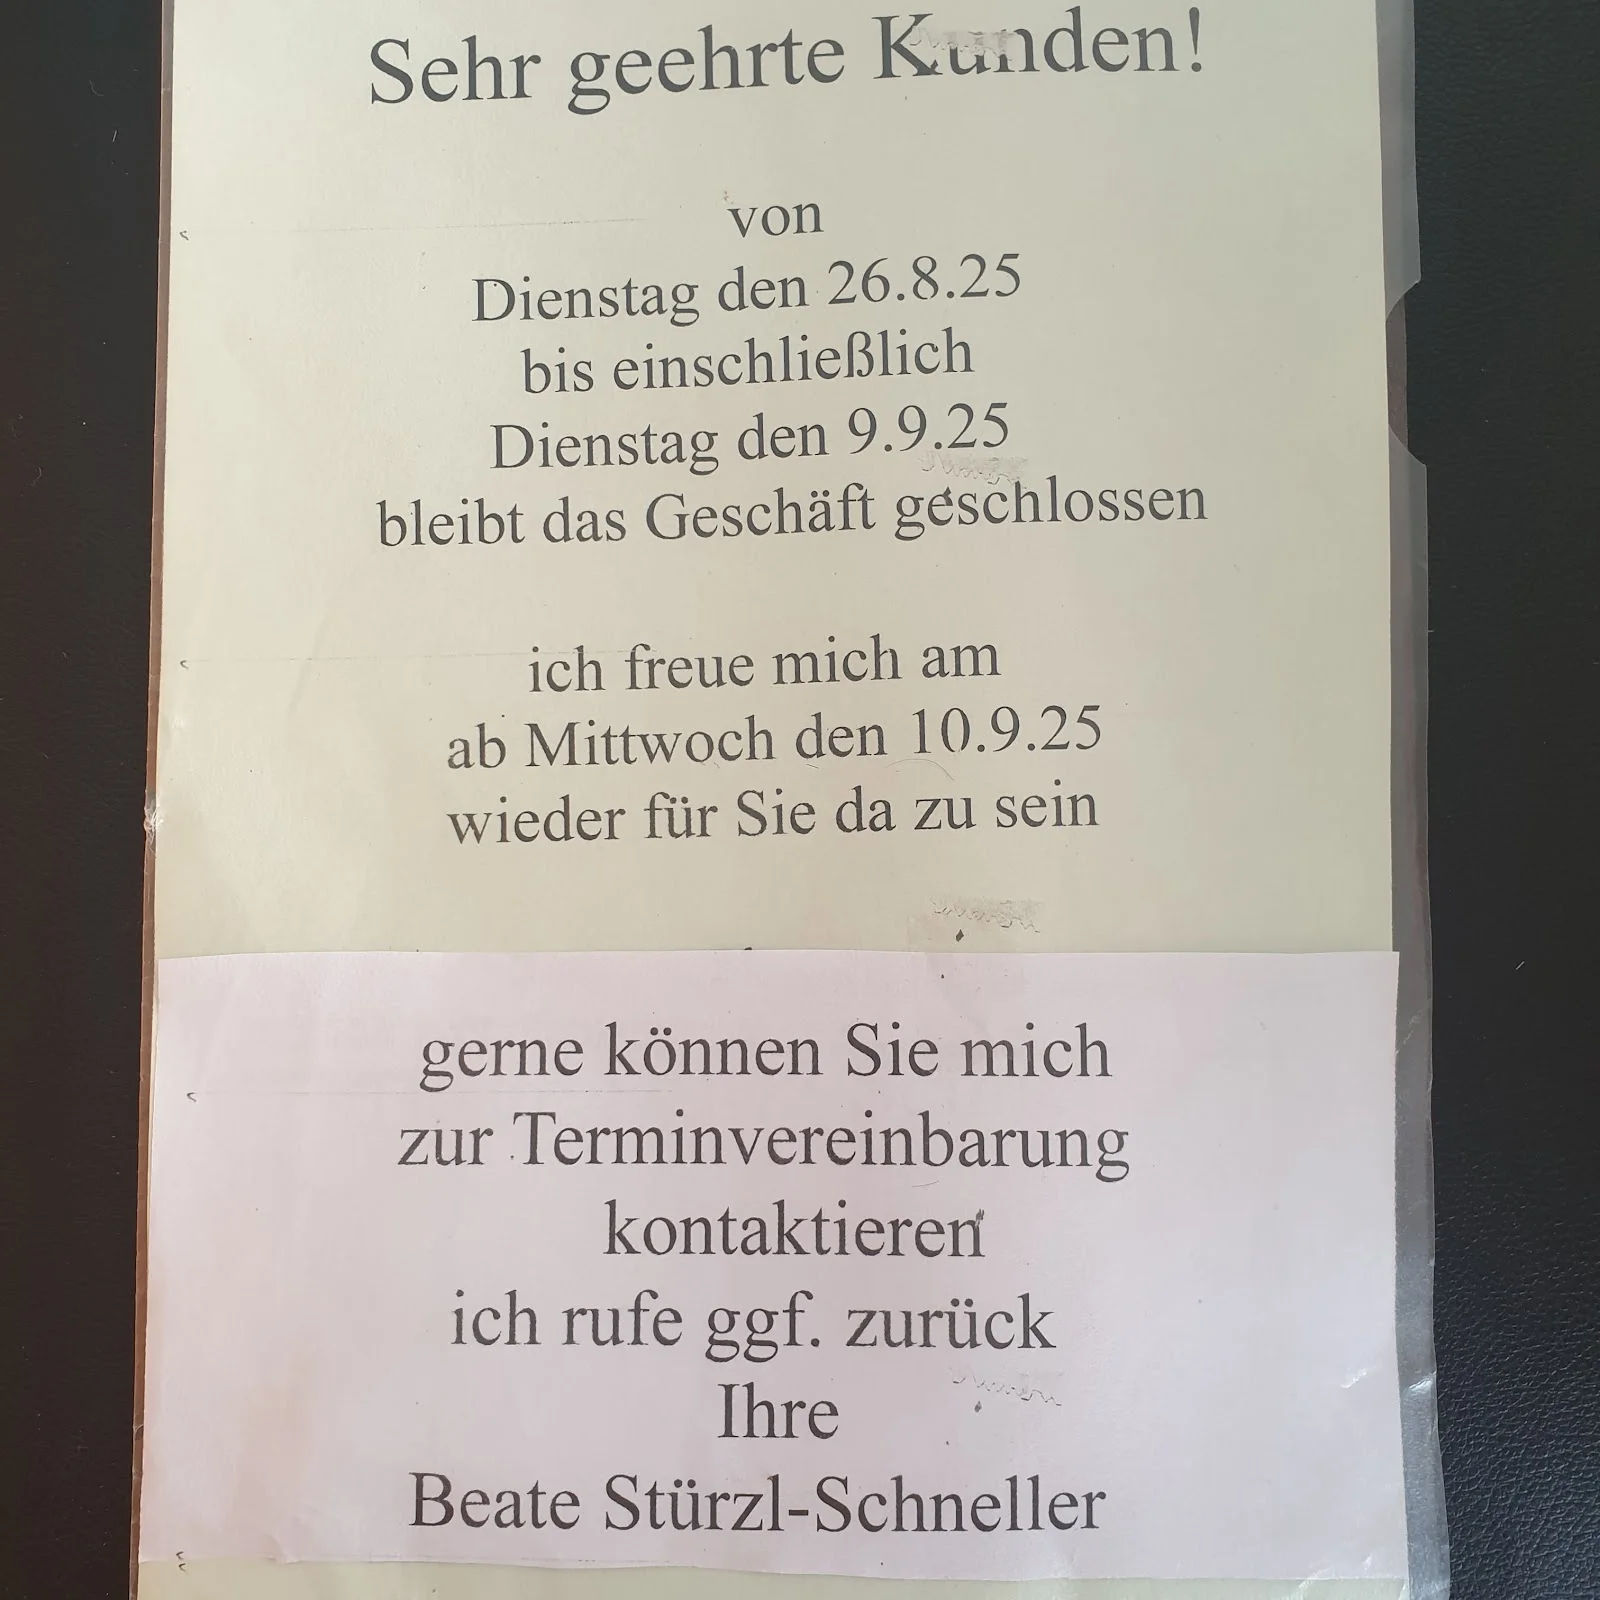 Sehr geehrte Kunden!
von
Dienstag den 26.8.25
bis einschließlich
Dienstag den 9.9.25
bleibt das Geschäft geschlossen
ich freue mich am
ab Mittwoch den 10.9.25
wieder für Sie da zu sein
gerne können Sie mich
zur Terminvereinbarung
kontaktieren
ich rufe ggf. zurück
Ihre
Beate Stürzl-Schneller